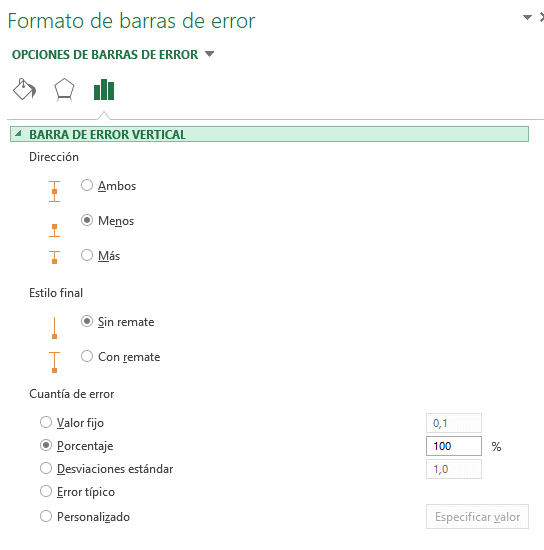 Formato de barras de error
OPCIONES DE BARRAS DE ERROR
BARRA DE ERROR VERTICAL
Dirección
Ambos
Menos
Más
Estilo final
Sin remate
Con remate
Cuantía de error
Valor fijo 0,1
Porcentaje 100 %
Desviaciones estándar 1,0
Error típico
Personalizado Especificar valor